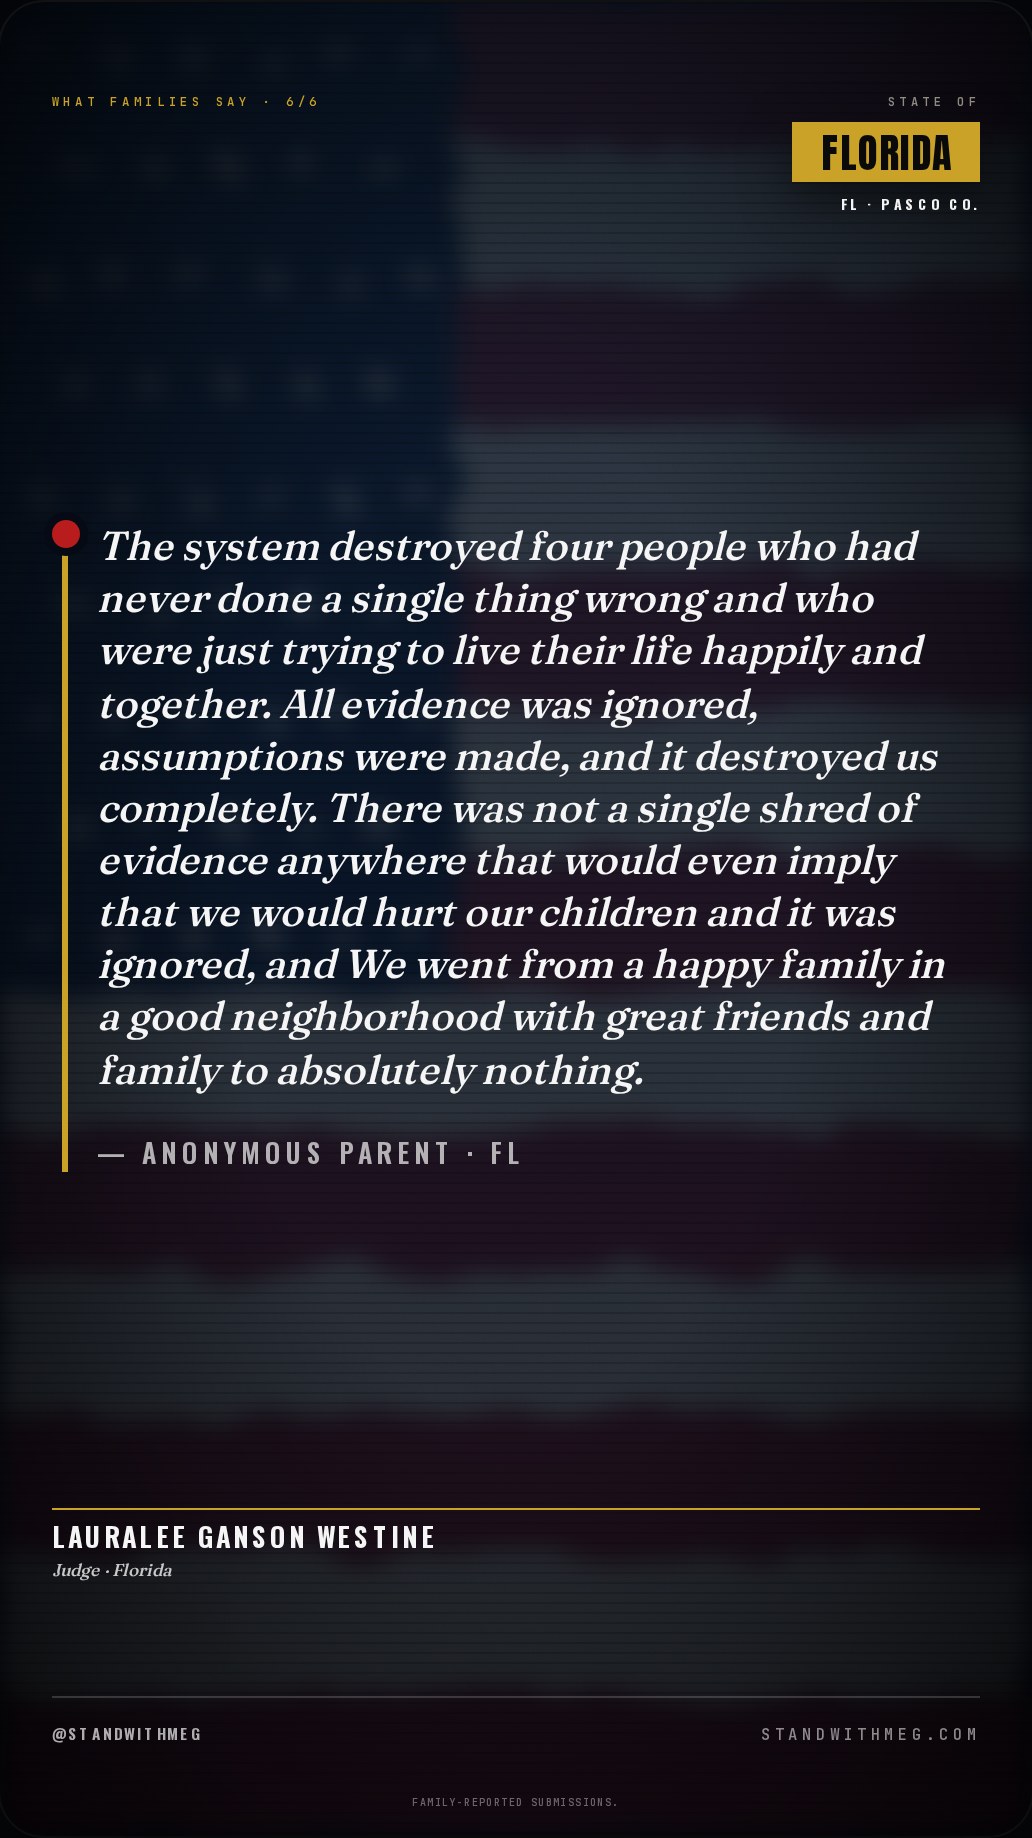 WHAT FAMILIES SAY · 6/6
STATE OF
FLORIDA
FL · PASCO CO.
The system destroyed four people who had
never done a single thing wrong and who
were just trying to live their life happily and
together. All evidence was ignored,
assumptions were made, and it destroyed us
completely. There was not a single shred of
evidence anywhere that would even imply
that we would hurt our children and it was
ignored, and We went from a happy family in
a good neighborhood with great friends and
family to absolutely nothing.
— ANONYMOUS PARENT · FL
LAURALEE GANSON WESTINE
Judge · Florida
@STANDWITHMEG
STANDWITHMEG.COM
FAMILY-REPORTED SUBMISSIONS.